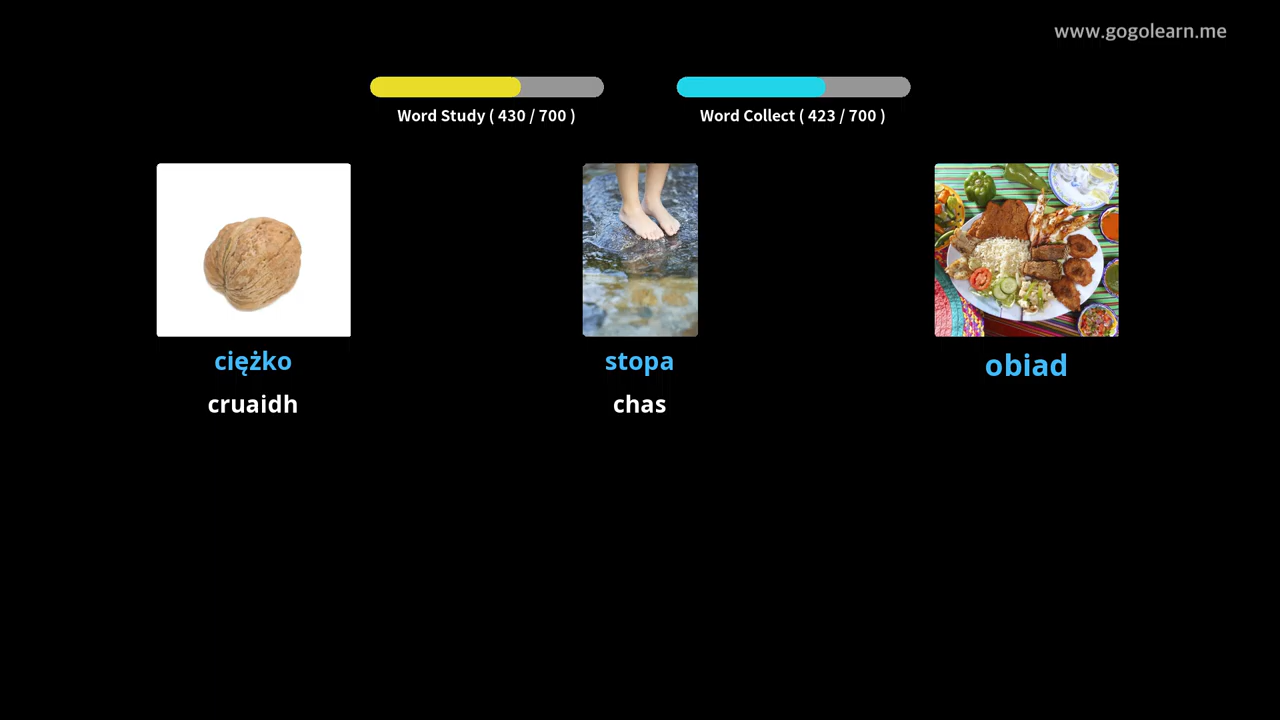 www.gogolearn.me
Word Study ( 430 / 700 )
Word Collect ( 423 / 700 )
ciężko
stopa
obiad
cruaidh
chas